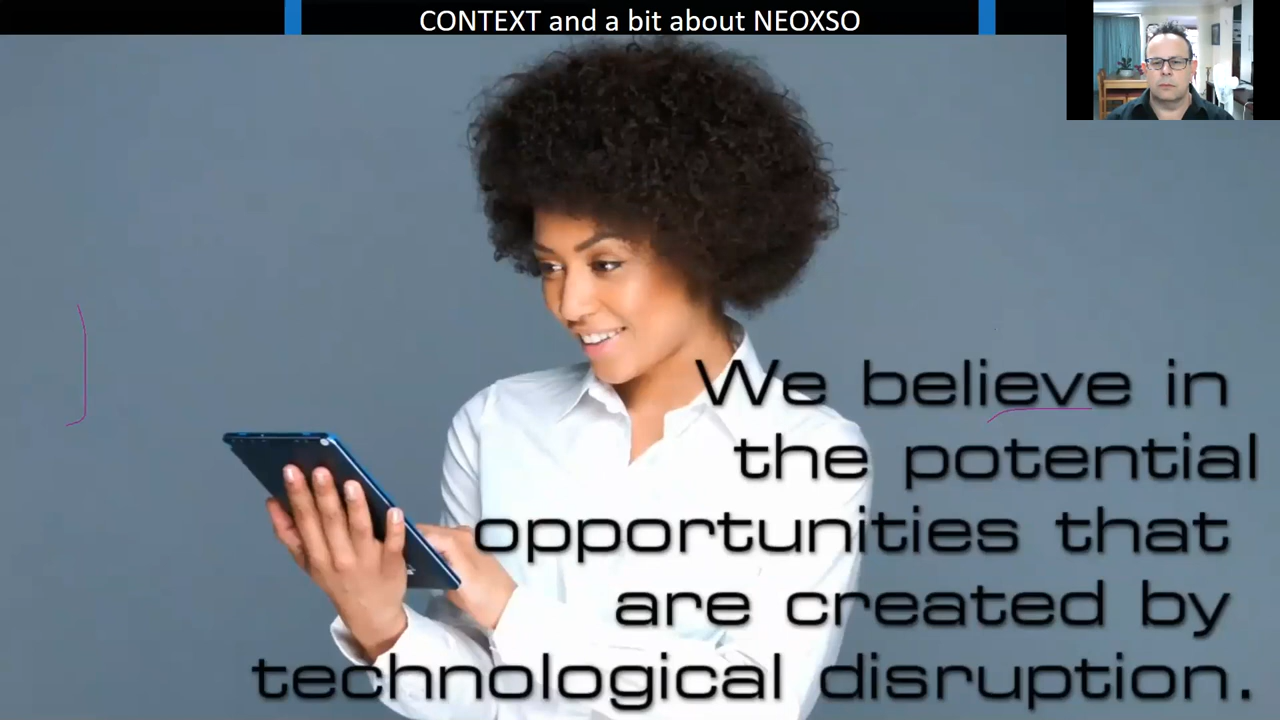 CONTEXT and a bit about NEOXSO
We believe in
the potential
opportunities that
are created by
technological disruption.